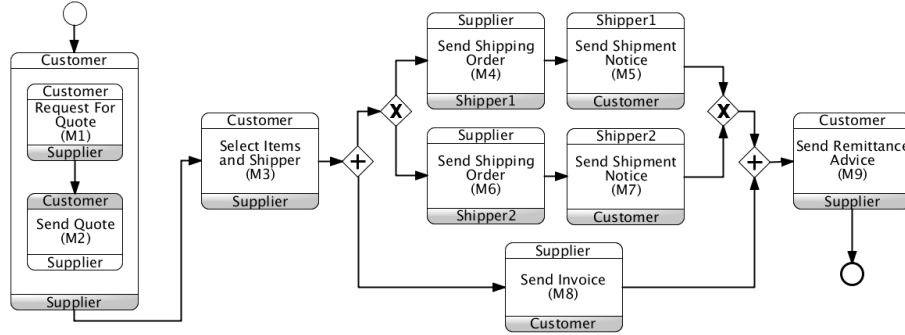 Customer
Customer
Request For
Quote
(M1)
Supplier
Customer
Send Quote
(M2)
Supplier
Supplier
Customer
Select Items
and Shipper
(M3)
Supplier
+
X
Supplier
Send Shipping
Order
(M4)
Shipper1
Shipper1
Send Shipment
Notice
(M5)
Customer
Supplier
Send Shipping
Order
(M6)
Shipper2
Shipper2
Send Shipment
Notice
(M7)
Customer
X
+
Supplier
Send Invoice
(M8)
Customer
Customer
Send Remittance
Advice
(M9)
Supplier